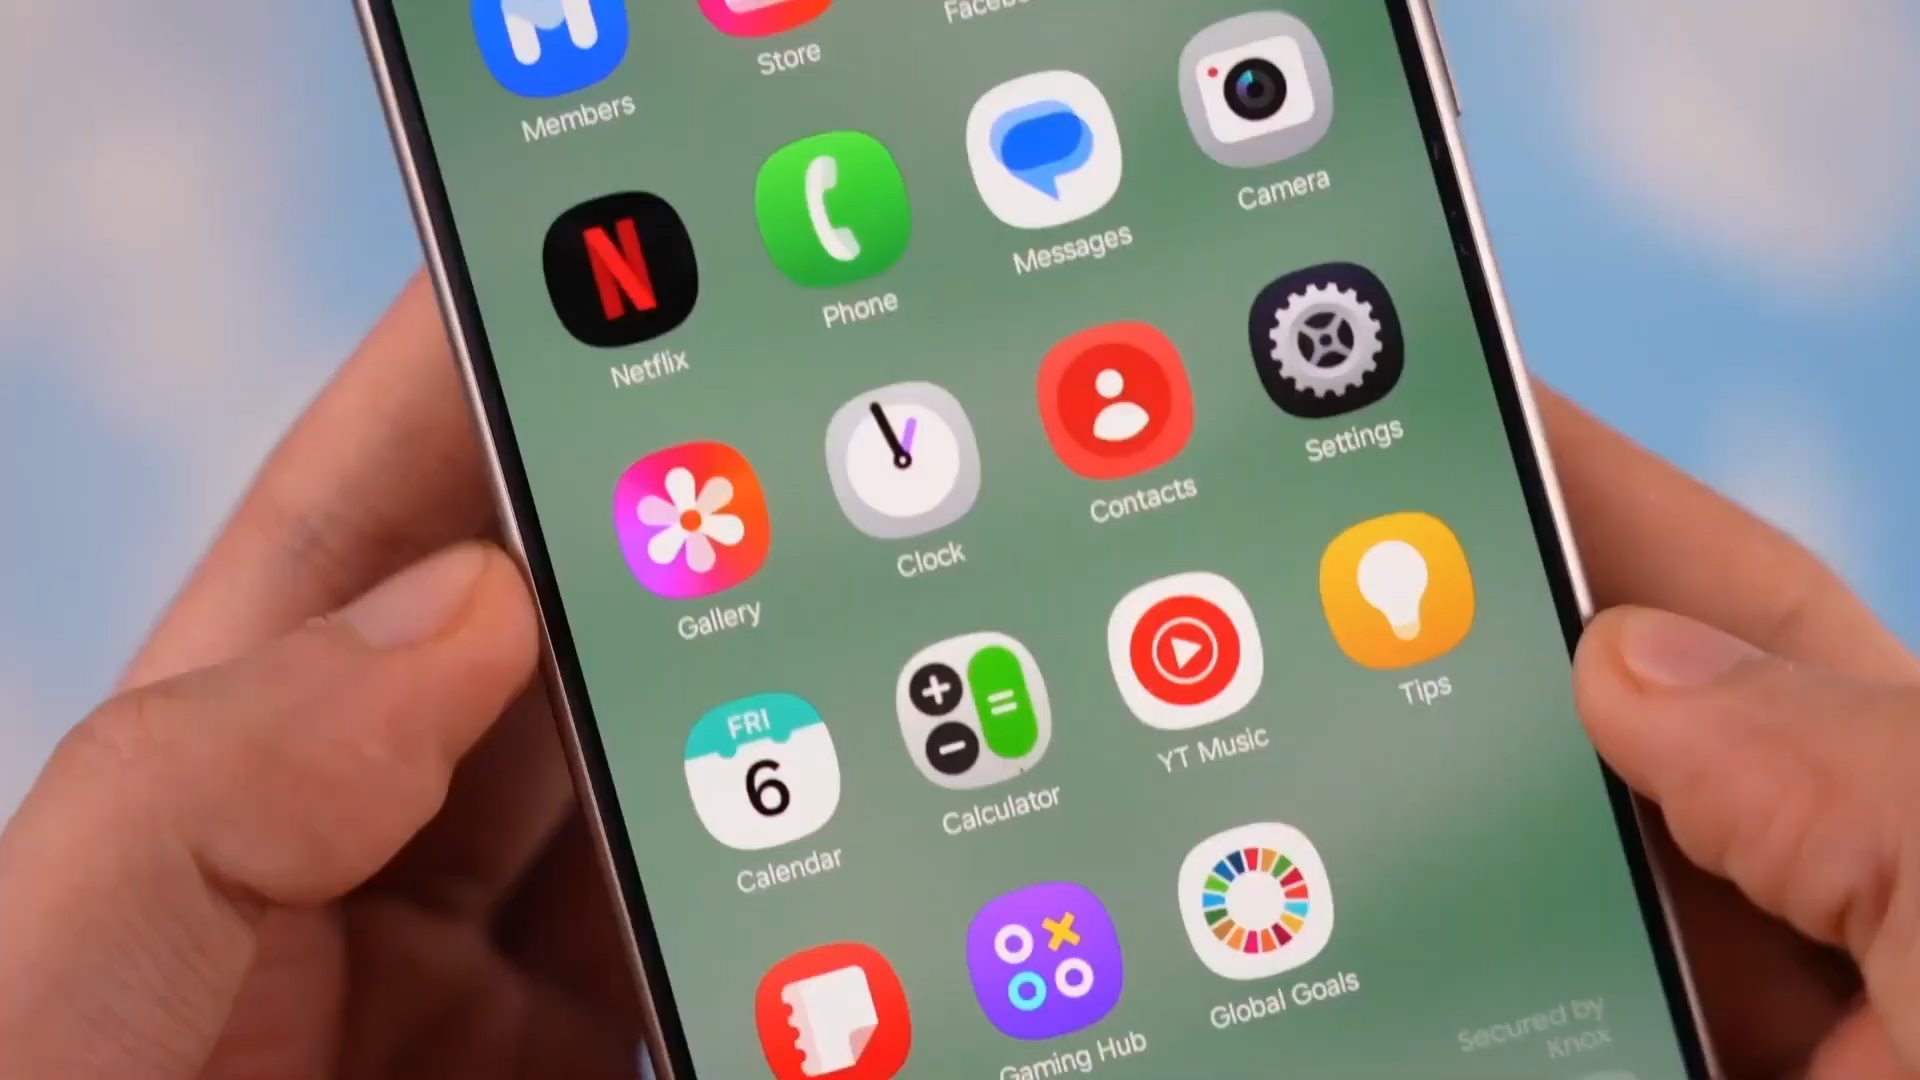 Members
Store
Faceb
Netflix
Phone
Messages
Camera
Gallery
Clock
Contacts
Settings
FRI
6
Calendar
Calculator
YT Music
Tips
Gaming Hub
Global Goals
Secured by
Knox